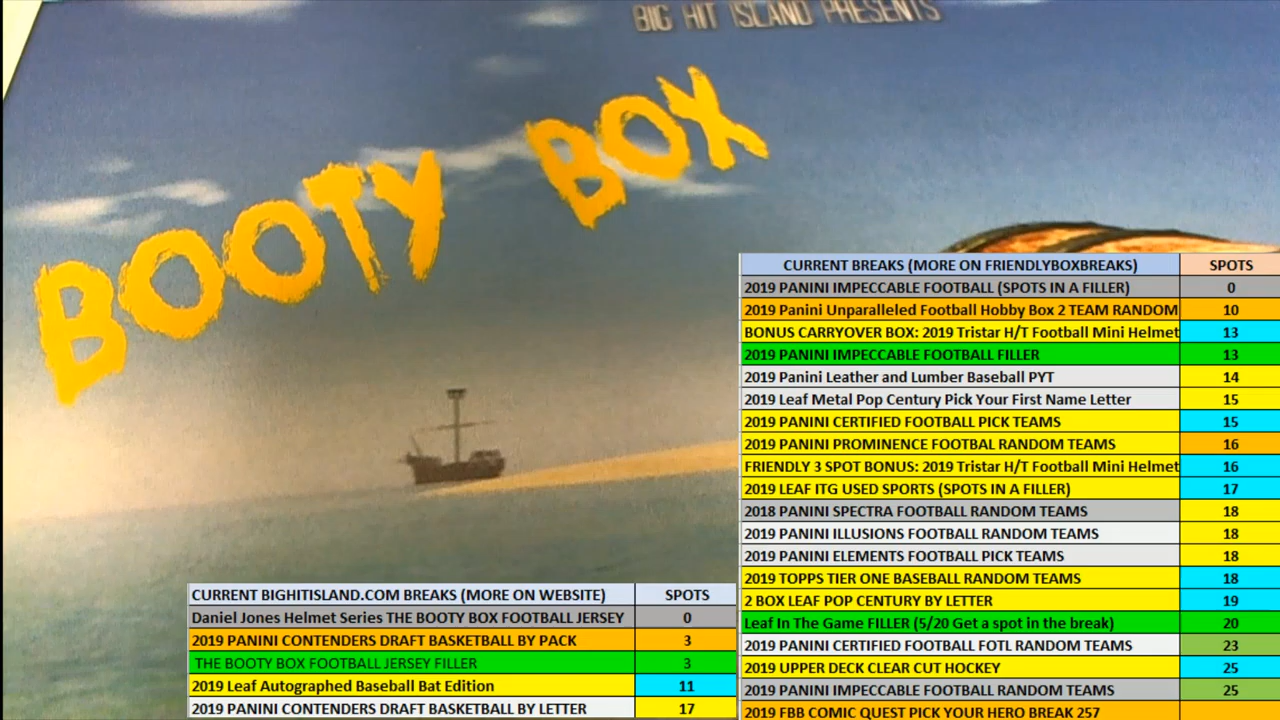 BIG HIT ISLAND PRESENTS
BOOTY BOX
CURRENT BREAKS (MORE ON FRIENDLYBOXBREAKS) SPOTS
2019 PANINI IMPECCABLE FOOTBALL (SPOTS IN A FILLER) 0
2019 Panini Unparalleled Football Hobby Box 2 TEAM RANDOM 10
BONUS CARRYOVER BOX: 2019 Tristar H/T Football Mini Helmet 13
2019 PANINI IMPECCABLE FOOTBALL FILLER 13
2019 Panini Leather and Lumber Baseball PYT 14
2019 Leaf Metal Pop Century Pick Your First Name Letter 15
2019 PANINI CERTIFIED FOOTBALL PICK TEAMS 15
2019 PANINI PROMINENCE FOOTBAL RANDOM TEAMS 16
FRIENDLY 3 SPOT BONUS: 2019 Tristar H/T Football Mini Helmet 16
2019 LEAF ITG USED SPORTS (SPOTS IN A FILLER) 17
2018 PANINI SPECTRA FOOTBALL RANDOM TEAMS 18
2019 PANINI ILLUSIONS FOOTBALL RANDOM TEAMS 18
2019 PANINI ELEMENTS FOOTBALL PICK TEAMS 18
2019 TOPPS TIER ONE BASEBALL RANDOM TEAMS 18
2 BOX LEAF POP CENTURY BY LETTER 19
Leaf In The Game FILLER (5/20 Get a spot in the break) 20
2019 PANINI CERTIFIED FOOTBALL FOTL RANDOM TEAMS 23
2019 UPPER DECK CLEAR CUT HOCKEY 25
2019 PANINI IMPECCABLE FOOTBALL RANDOM TEAMS 25
2019 FBB COMIC QUEST PICK YOUR HERO BREAK 257
CURRENT BIGHITISLAND.COM BREAKS (MORE ON WEBSITE) SPOTS
Daniel Jones Helmet Series THE BOOTY BOX FOOTBALL JERSEY 0
2019 PANINI CONTENDERS DRAFT BASKETBALL BY PACK 3
THE BOOTY BOX FOOTBALL JERSEY FILLER 3
2019 Leaf Autographed Baseball Bat Edition 11
2019 PANINI CONTENDERS DRAFT BASKETBALL BY LETTER 17